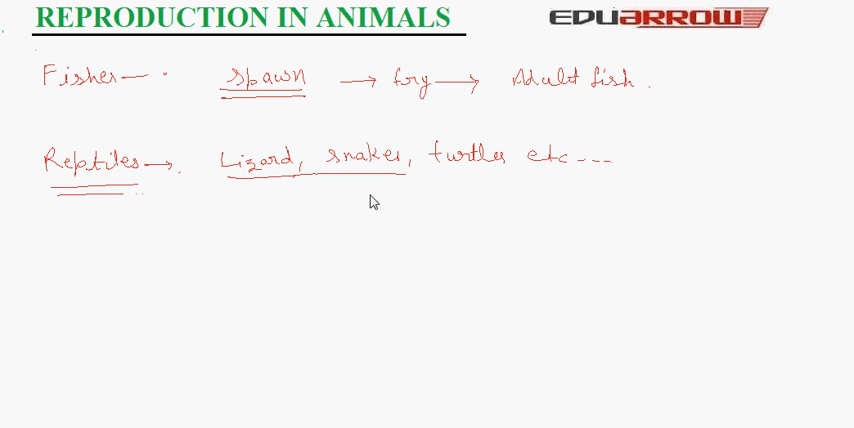 REPRODUCTION IN ANIMALS
EDUARROW
Fishes — . Spawn → fry → Adult fish .
Reptiles → . Lizard, snakes, turtles etc ---